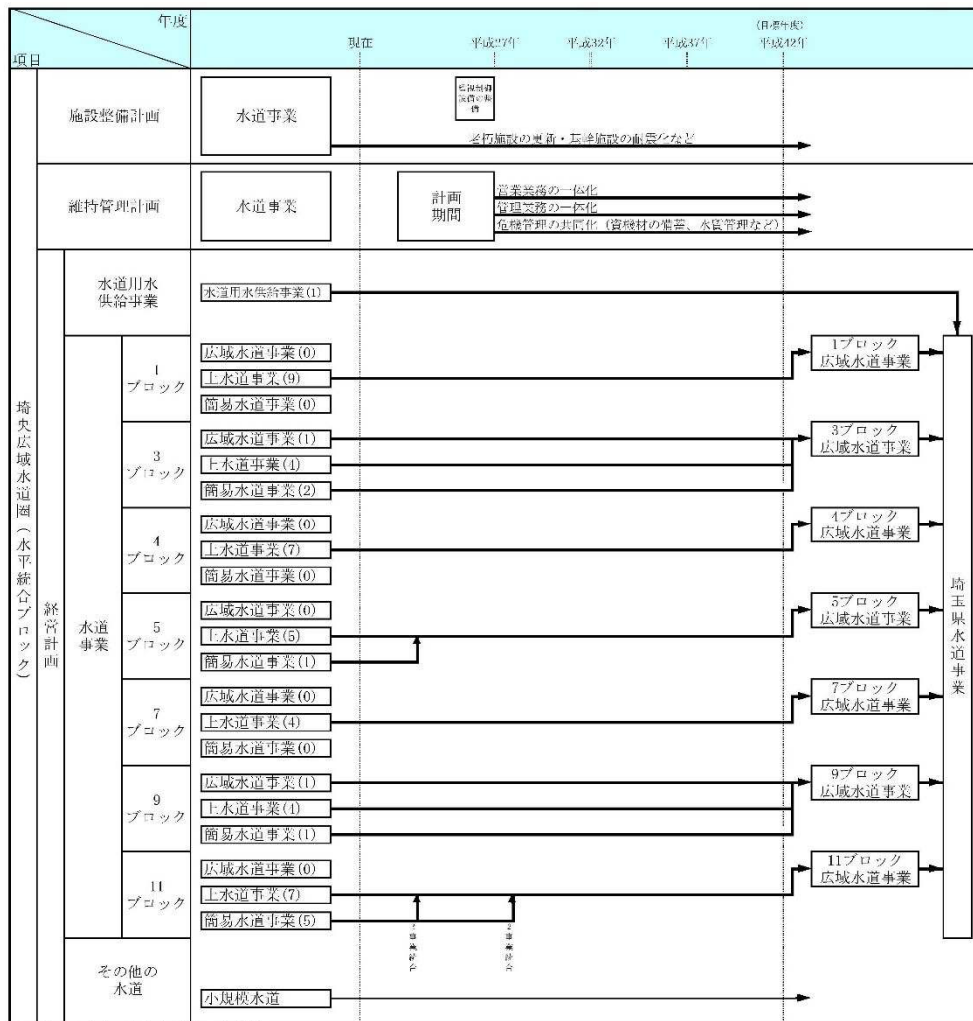 年度
項目
現在
平成27年
平成32年
平成37年
(目標年度)
平成42年
埼央広域水道圏(水平統合ブロック)
施設整備計画
水道事業
監視制御
設備の整
備
老朽施設の更新・基幹施設の耐震化など
維持管理計画
水道事業
計画
期間
営業業務の一体化
管理業務の一体化
危機管理の共同化(資機材の備蓄、水質管理など)
経営計画
水道用水
供給事業
水道用水供給事業(1)
水道
事業
1
ブロック
広域水道事業(0)
上水道事業(9)
簡易水道事業(0)
1ブロック
広域水道事業
3
ブロック
広域水道事業(1)
上水道事業(4)
簡易水道事業(2)
3ブロック
広域水道事業
4
ブロック
広域水道事業(0)
上水道事業(7)
簡易水道事業(0)
4ブロック
広域水道事業
5
ブロック
広域水道事業(0)
上水道事業(5)
簡易水道事業(1)
5ブロック
広域水道事業
7
ブロック
広域水道事業(0)
上水道事業(4)
簡易水道事業(0)
7ブロック
広域水道事業
9
ブロック
広域水道事業(1)
上水道事業(4)
簡易水道事業(1)
9ブロック
広域水道事業
11
ブロック
広域水道事業(0)
上水道事業(7)
簡易水道事業(5)
11ブロック
広域水道事業
埼玉県水道事業
その他の
水道
小規模水道